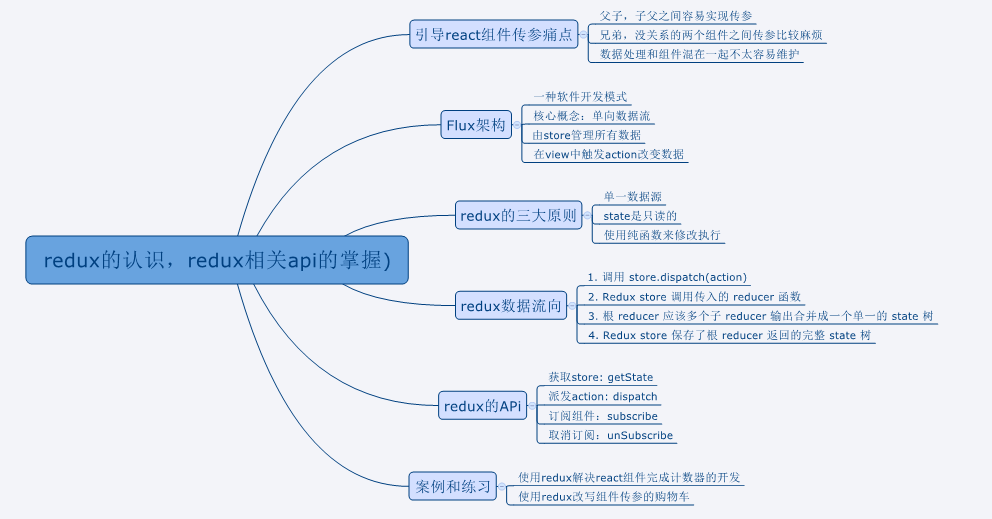 引导react组件传参痛点
父子，子父之间容易实现传参
兄弟，没关系的两个组件之间传参比较麻烦
数据处理和组件混在一起不太容易维护
Flux架构
一种软件开发模式
核心概念：单向数据流
由store管理所有数据
在view中触发action改变数据
redux的三大原则
单一数据源
state是只读的
使用纯函数来修改执行
redux的认识，redux相关api的掌握)
redux数据流向
1. 调用 store.dispatch(action)
2. Redux store 调用传入的 reducer 函数
3. 根 reducer 应该多个子 reducer 输出合并成一个单一的 state 树
4. Redux store 保存了根 reducer 返回的完整 state 树
redux的APi
获取store: getState
派发action: dispatch
订阅组件：subscribe
取消订阅：unSubscribe
案例和练习
使用redux解决react组件完成计数器的开发
使用redux改写组件传参的购物车